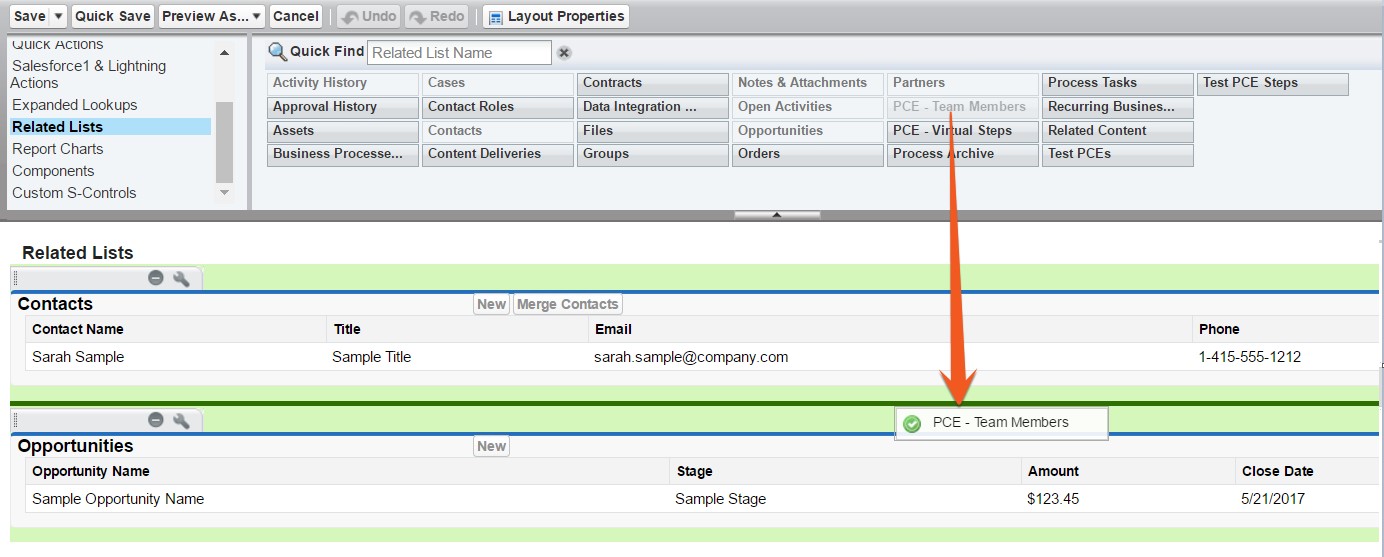 Save Quick Save Preview As... Cancel Undo Redo Layout Properties
Quick Actions
Salesforce1 & Lightning
Actions
Expanded Lookups
Related Lists
Report Charts
Components
Custom S-Controls
Quick Find Related List Name
Activity History Cases Contracts Notes & Attachments Partners Process Tasks Test PCE Steps
Approval History Contact Roles Data Integration ... Open Activities PCE - Team Members Recurring Busines...
Assets Contacts Files Opportunities PCE - Virtual Steps Related Content
Business Processe... Content Deliveries Groups Orders Process Archive Test PCEs
Related Lists
Contacts New Merge Contacts
Contact Name Title Email Phone
Sarah Sample Sample Title sarah.sample@company.com 1-415-555-1212
PCE - Team Members
Opportunities New
Opportunity Name Stage Amount Close Date
Sample Opportunity Name Sample Stage $123.45 5/21/2017